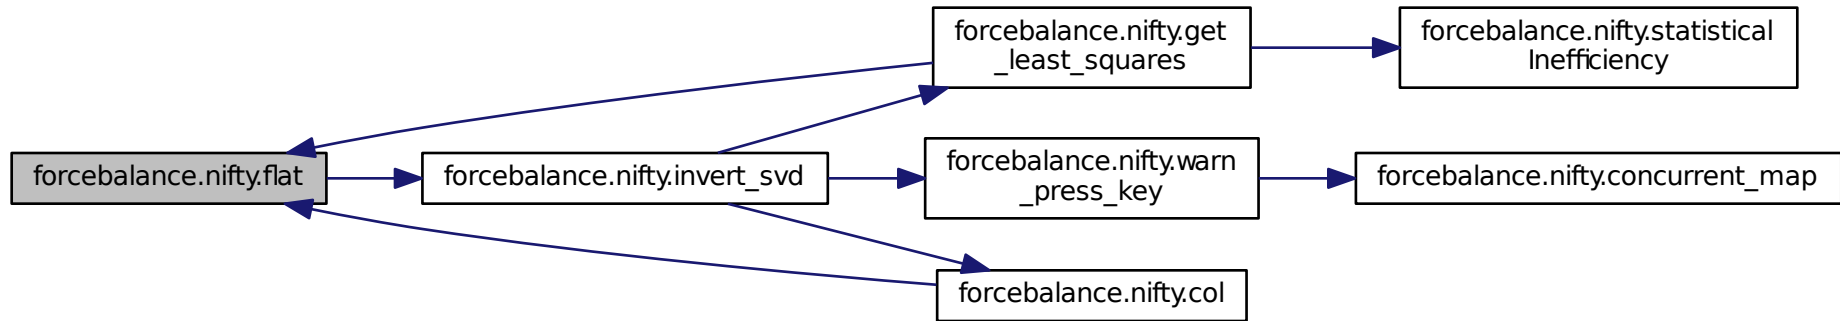 forcebalance.nifty.flat
forcebalance.nifty.invert_svd
forcebalance.nifty.get
_least_squares
forcebalance.nifty.statistical
Inefficiency
forcebalance.nifty.warn
_press_key
forcebalance.nifty.concurrent_map
forcebalance.nifty.col